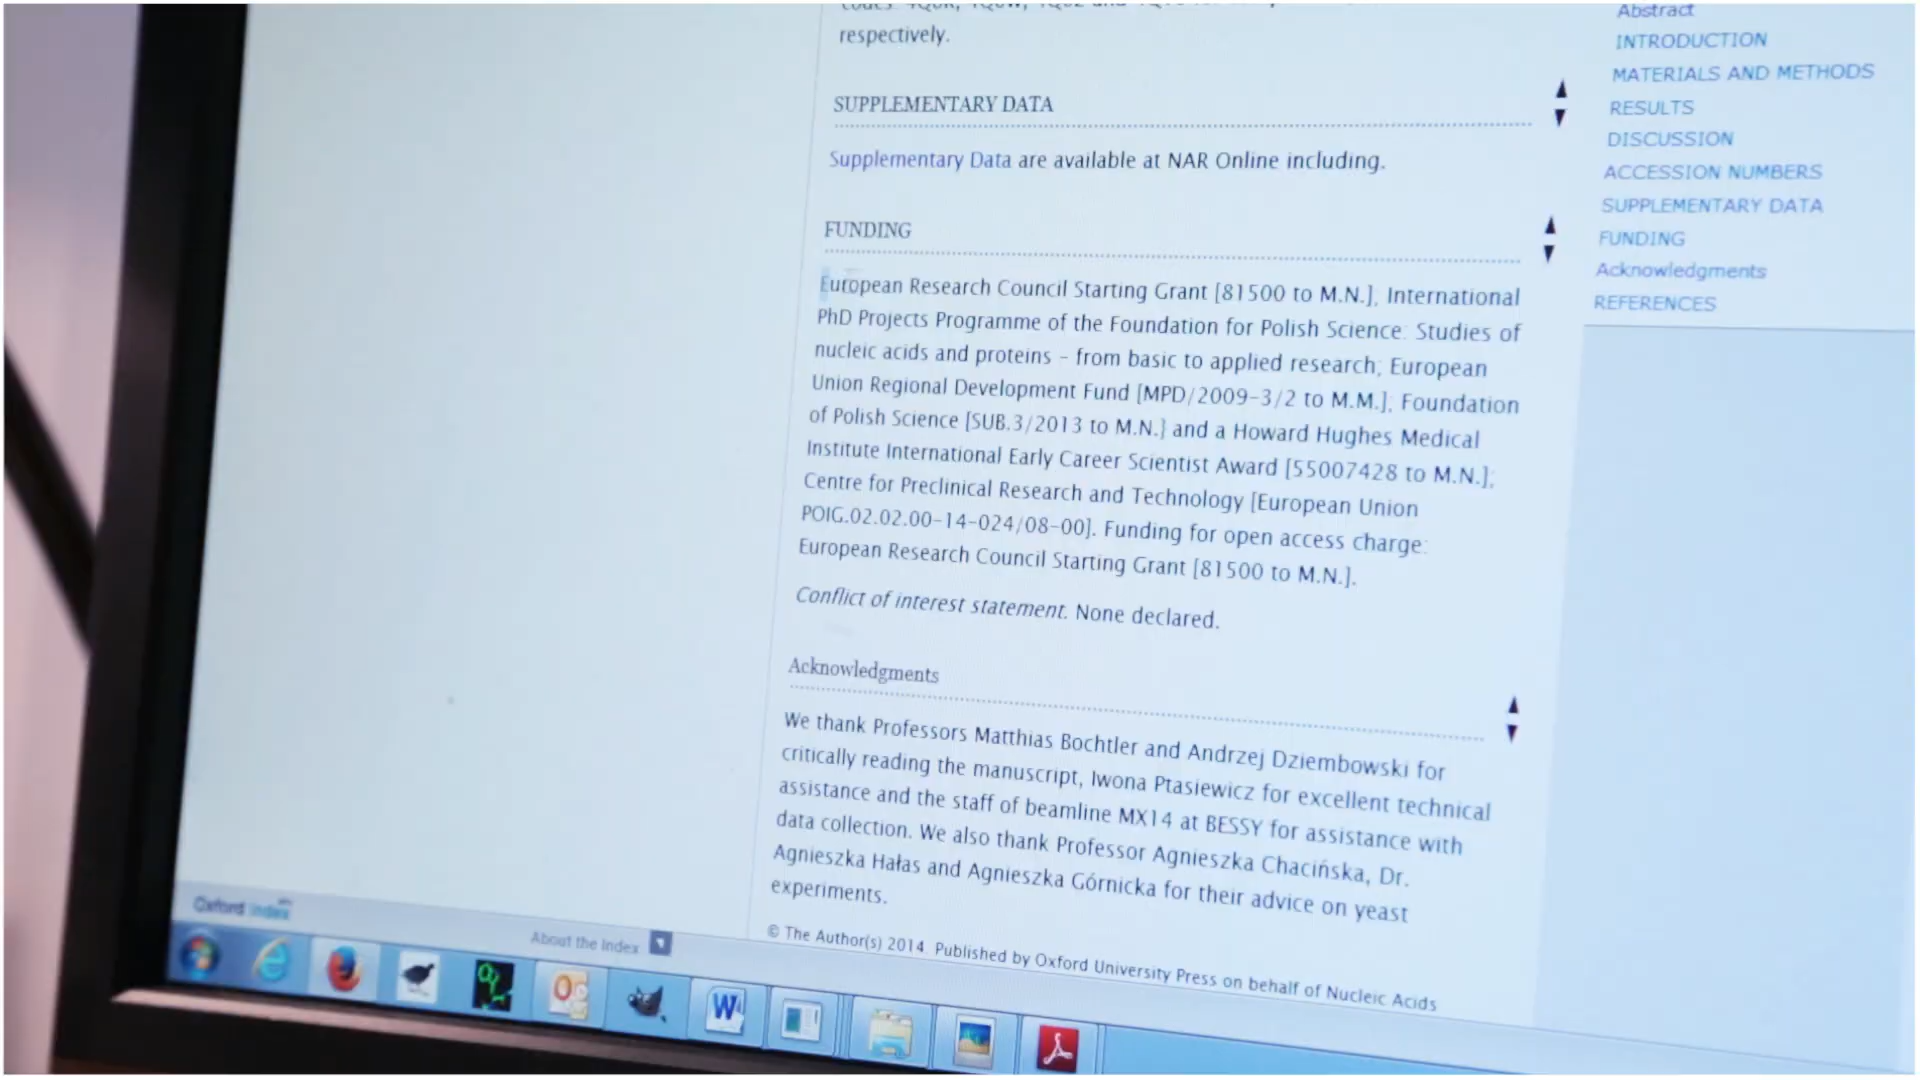 respectively.
SUPPLEMENTARY DATA
Supplementary Data are available at NAR Online including.
FUNDING
European Research Council Starting Grant [81500 to M.N.]; International
PhD Projects Programme of the Foundation for Polish Science: Studies of
nucleic acids and proteins – from basic to applied research; European
Union Regional Development Fund [MPD/2009-3/2 to M.M.]; Foundation
of Polish Science [SUB.3/2013 to M.N.} and a Howard Hughes Medical
Institute International Early Career Scientist Award [55007428 to M.N.];
Centre for Preclinical Research and Technology [European Union
POIG.02.02.00-14-024/08-00]. Funding for open access charge:
European Research Council Starting Grant [81500 to M.N.].
Conflict of interest statement. None declared.
Acknowledgments
We thank Professors Matthias Bochtler and Andrzej Dziembowski for
critically reading the manuscript, Iwona Ptasiewicz for excellent technical
assistance and the staff of beamline MX14 at BESSY for assistance with
data collection. We also thank Professor Agnieszka Chacińska, Dr.
Agnieszka Hałas and Agnieszka Górnicka for their advice on yeast
experiments.
© The Author(s) 2014. Published by Oxford University Press on behalf of Nucleic Acids
Abstract
INTRODUCTION
MATERIALS AND METHODS
RESULTS
DISCUSSION
ACCESSION NUMBERS
SUPPLEMENTARY DATA
FUNDING
Acknowledgments
REFERENCES
Oxford Index
About the Index